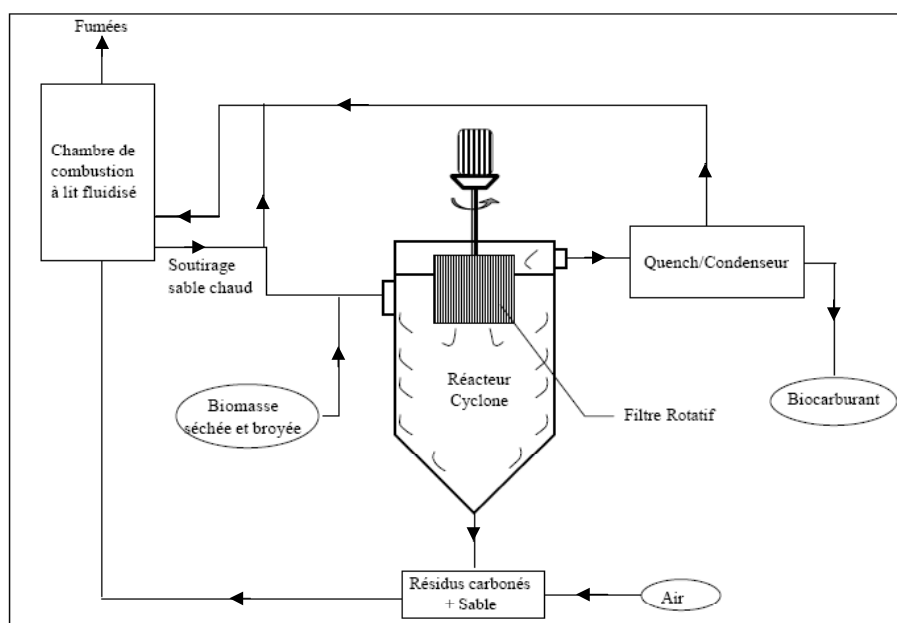 Fumées
Chambre de
combustion
à lit fluidisé
Soutirage
sable chaud
Quench/Condenseur
Biomasse
séchée et broyée
Réacteur
Cyclone
Filtre Rotatif
Biocarburant
Résidus carbonés
+ Sable
Air